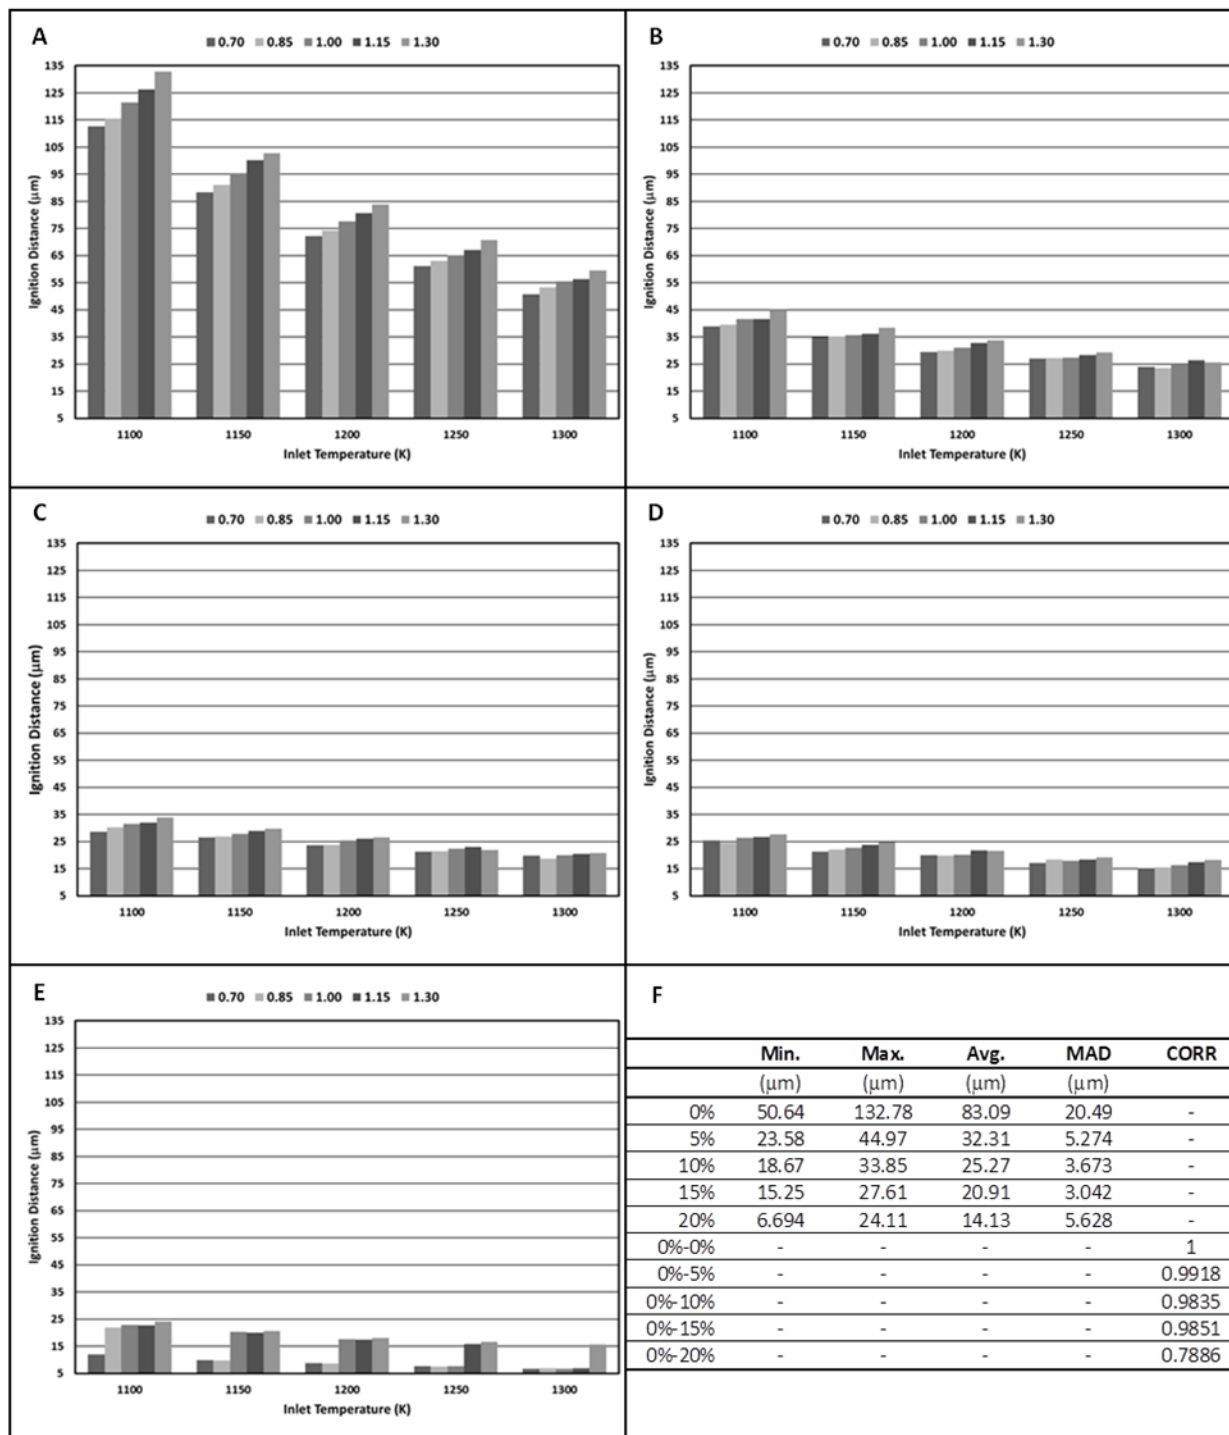 A
0.70 0.85 1.00 1.15 1.30
135
125
115
105
95
85
75
65
55
45
35
25
15
5
Ignition Distance (μm)
1100 1150 1200 1250 1300
Inlet Temperature (K)
B
0.70 0.85 1.00 1.15 1.30
135
125
115
105
95
85
75
65
55
45
35
25
15
5
Ignition Distance (μm)
1100 1150 1200 1250 1300
Inlet Temperature (K)
C
0.70 0.85 1.00 1.15 1.30
135
125
115
105
95
85
75
65
55
45
35
25
15
5
Ignition Distance (μm)
1100 1150 1200 1250 1300
Inlet Temperature (K)
D
0.70 0.85 1.00 1.15 1.30
135
125
115
105
95
85
75
65
55
45
35
25
15
5
Ignition Distance (μm)
1100 1150 1200 1250 1300
Inlet Temperature (K)
E
0.70 0.85 1.00 1.15 1.30
135
125
115
105
95
85
75
65
55
45
35
25
15
5
Ignition Distance (μm)
1100 1150 1200 1250 1300
Inlet Temperature (K)
F
Min. Max. Avg. MAD CORR
(μm) (μm) (μm) (μm)
0% 50.64 132.78 83.09 20.49 -
5% 23.58 44.97 32.31 5.274 -
10% 18.67 33.85 25.27 3.673 -
15% 15.25 27.61 20.91 3.042 -
20% 6.694 24.11 14.13 5.628 -
0%-0% - - - - 1
0%-5% - - - - 0.9918
0%-10% - - - - 0.9835
0%-15% - - - - 0.9851
0%-20% - - - - 0.7886